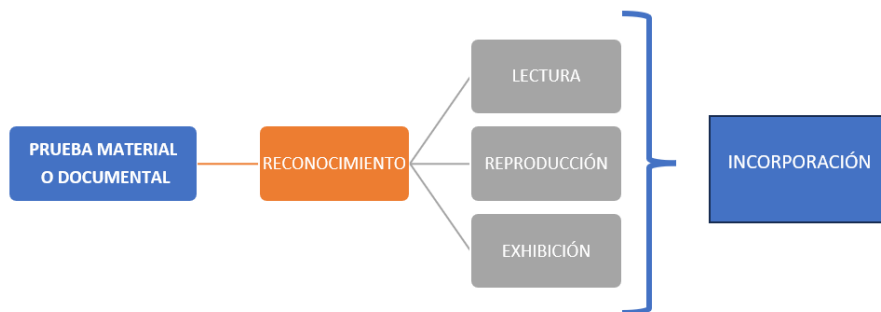 PRUEBA MATERIAL
O DOCUMENTAL
RECONOCIMIENTO
LECTURA
REPRODUCCIÓN
EXHIBICIÓN
INCORPORACIÓN